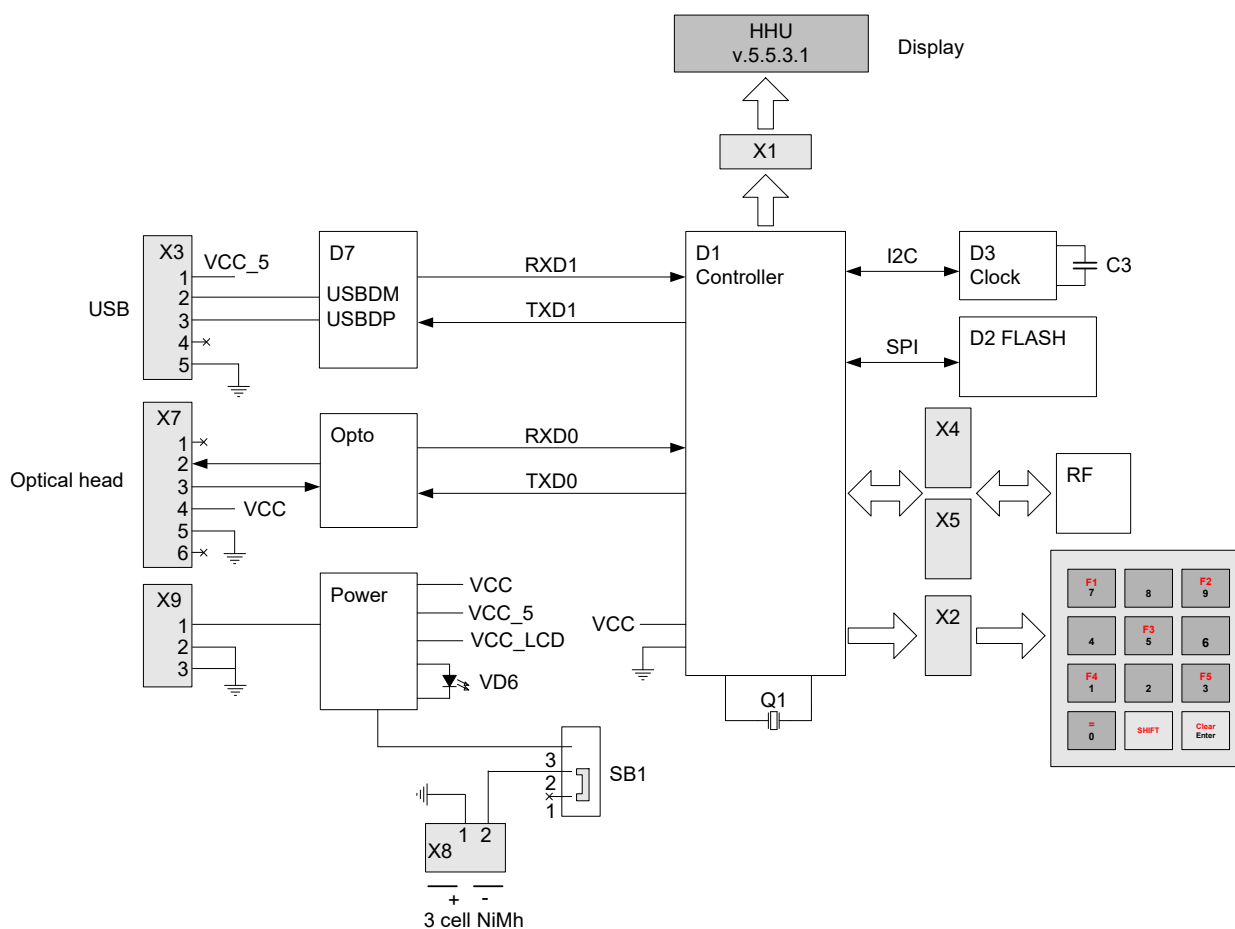 HHU
v.5.5.3.1
Display
X1
X3
VCC_5
1
2
3
4
5
USB
D7
USBDM
USBDP
RXD1
TXD1
D1
Controller
I2C
D3
Clock
C3
SPI
D2 FLASH
X7
1
2
3
4
5
6
VCC
Optical head
Opto
RXD0
TXD0
X4
X5
RF
X9
1
2
3
Power
VCC
VCC_5
VCC_LCD
VD6
VCC
Q1
X2
F1
7
8
F2
9
4
F3
5
6
F4
1
2
F5
3
=
0
SHIFT
Clear
Enter
3
2
1
SB1
1 2
X8
+ -
3 cell NiMh